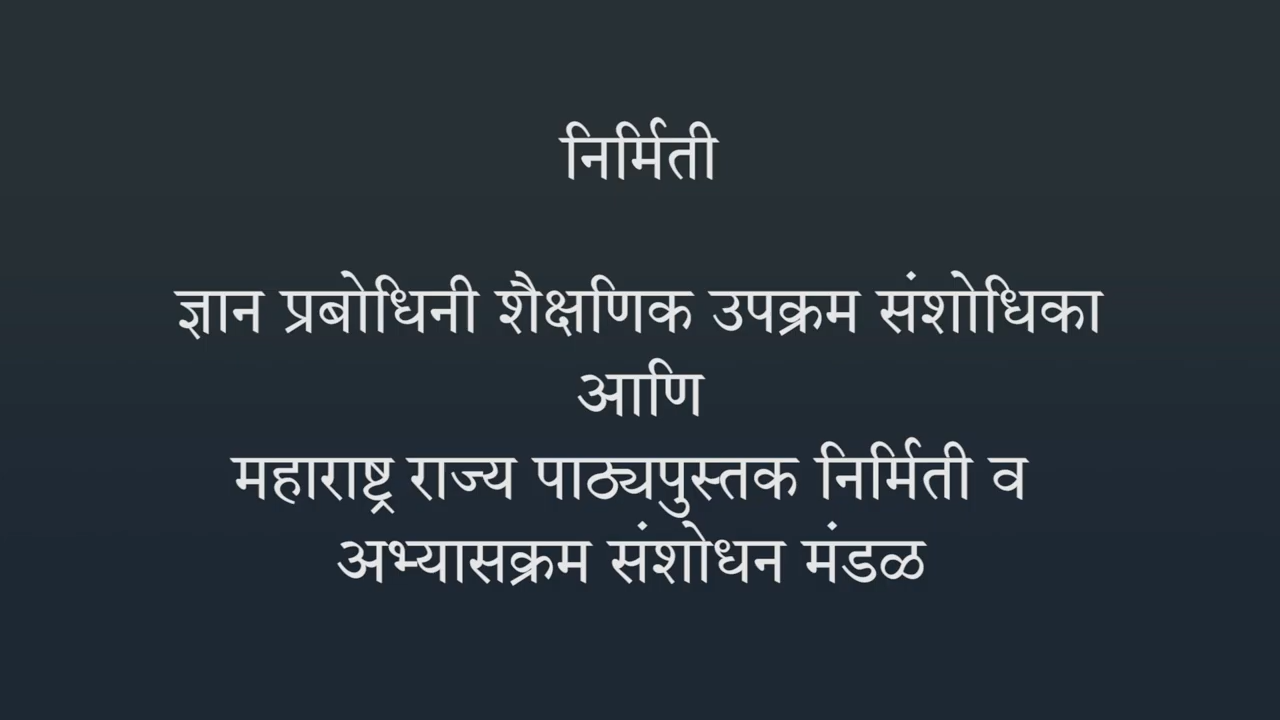 निर्मिती
ज्ञान प्रबोधिनी शैक्षणिक उपक्रम संशोधिका
आणि
महाराष्ट्र राज्य पाठ्यपुस्तक निर्मिती व
अभ्यासक्रम संशोधन मंडळ